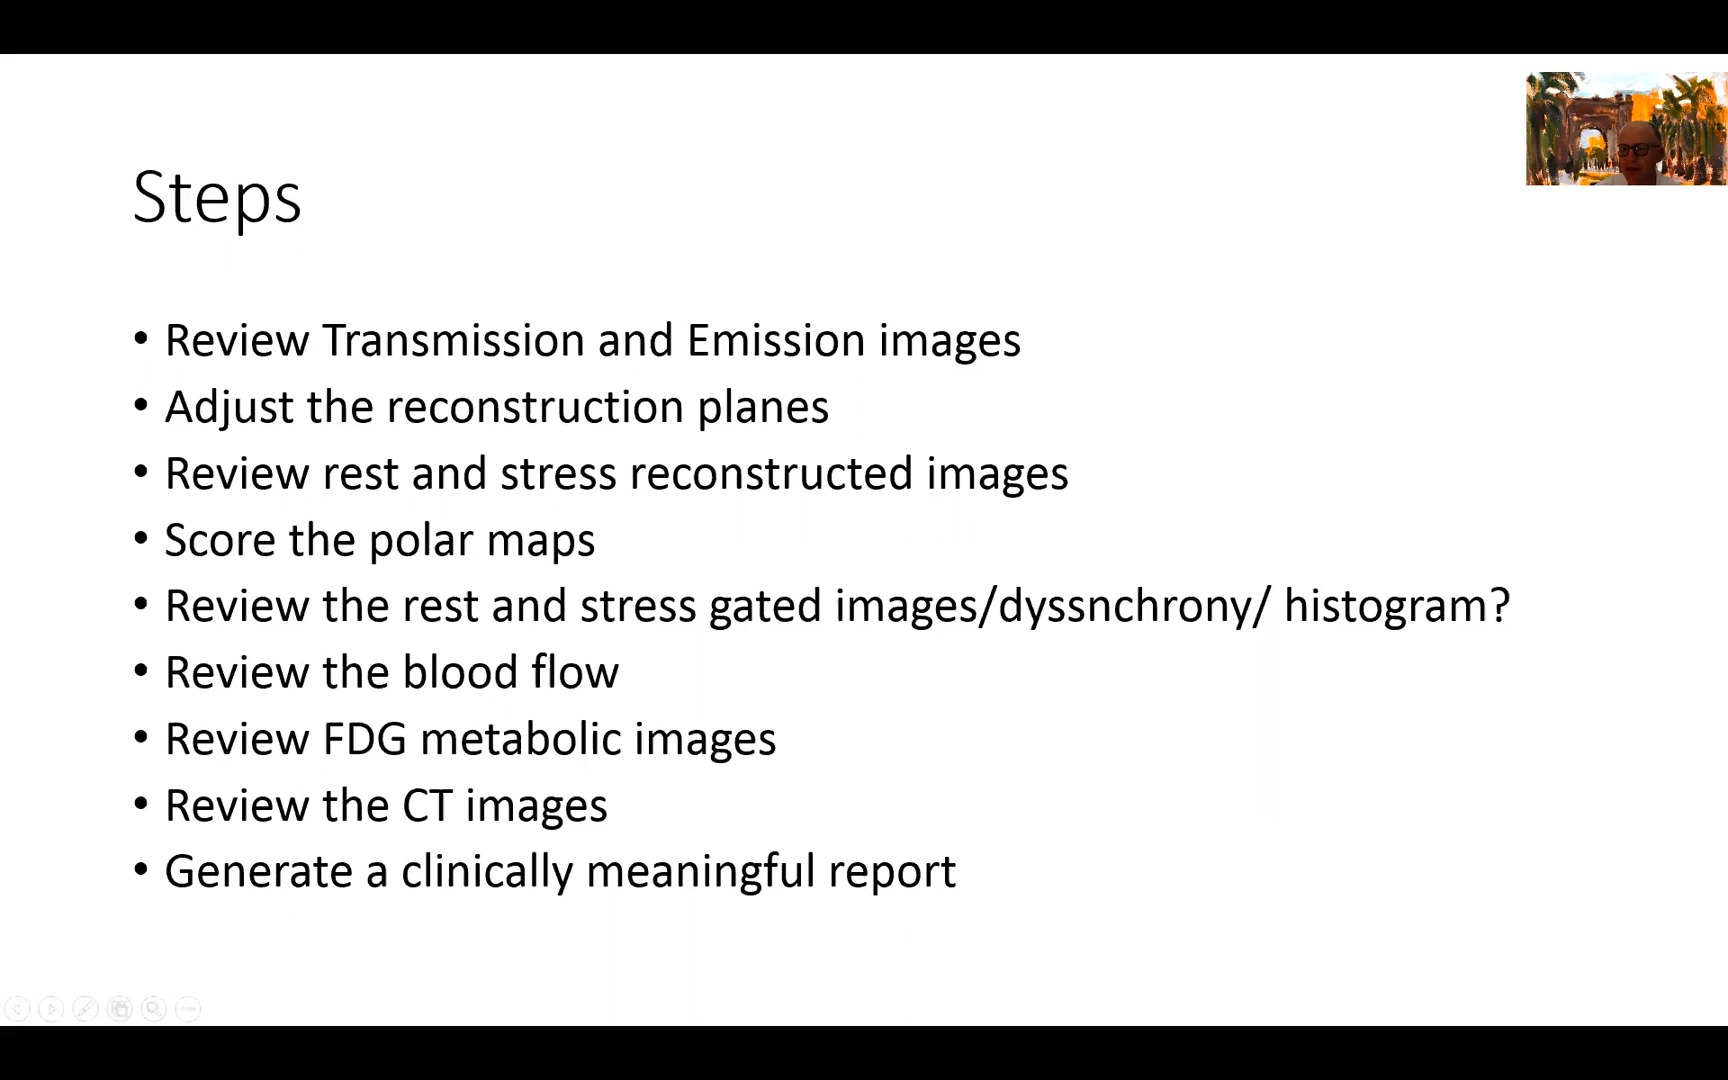 Steps
• Review Transmission and Emission images
• Adjust the reconstruction planes
• Review rest and stress reconstructed images
• Score the polar maps
• Review the rest and stress gated images/dyssnchrony/ histogram?
• Review the blood flow
• Review FDG metabolic images
• Review the CT images
• Generate a clinically meaningful report